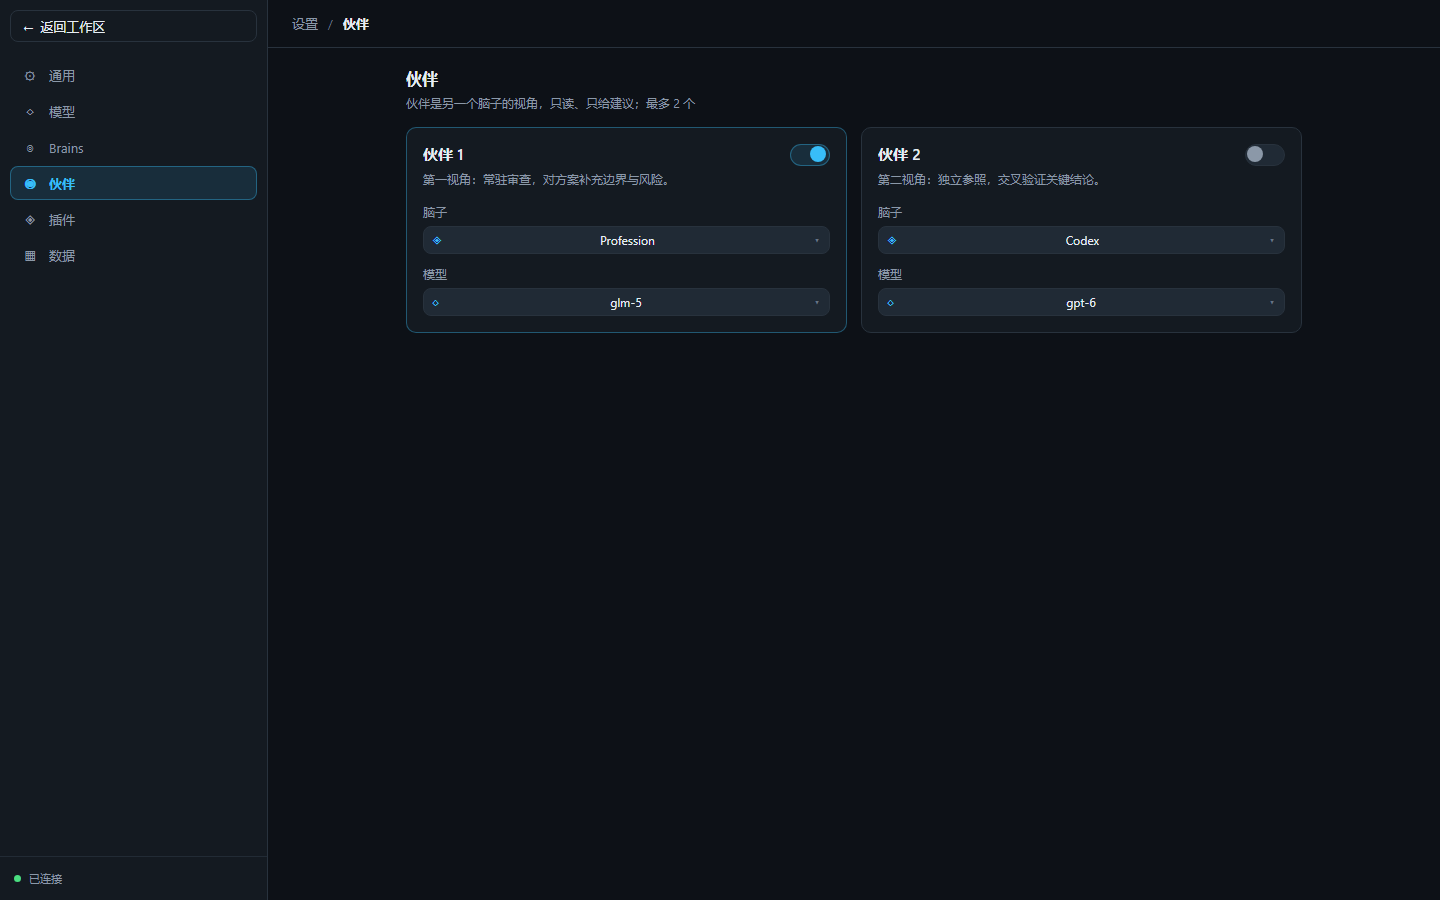 ← 返回工作区
通用
模型
Brains
伙伴
插件
数据
已连接
设置 / 伙伴
伙伴
伙伴是另一个脑子的视角，只读、只给建议；最多 2 个
伙伴 1
第一视角：常驻审查，对方案补充边界与风险。
脑子
Profession
模型
glm-5
伙伴 2
第二视角：独立参照，交叉验证关键结论。
脑子
Codex
模型
gpt-6